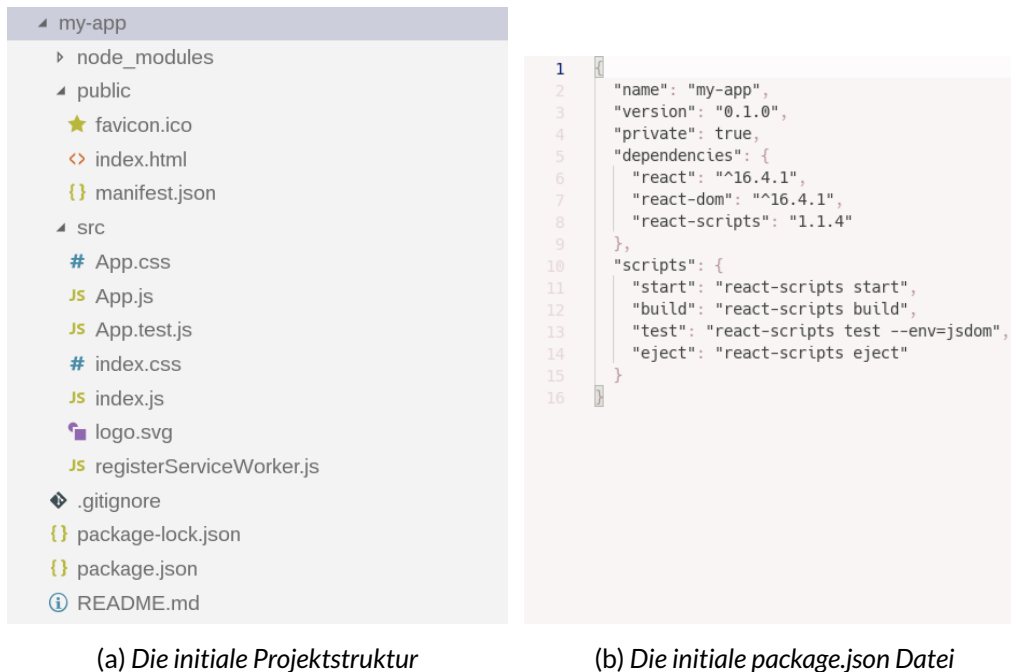 my-app
node_modules
public
favicon.ico
<> index.html
{} manifest.json
src
# App.css
JS App.js
JS App.test.js
# index.css
JS index.js
logo.svg
JS registerServiceWorker.js
.gitignore
{} package-lock.json
{} package.json
README.md
(a) Die initiale Projektstruktur
1 {
2 "name": "my-app",
3 "version": "0.1.0",
4 "private": true,
5 "dependencies": {
6 "react": "^16.4.1",
7 "react-dom": "^16.4.1",
8 "react-scripts": "1.1.4"
9 },
10 "scripts": {
11 "start": "react-scripts start",
12 "build": "react-scripts build",
13 "test": "react-scripts test --env=jsdom",
14 "eject": "react-scripts eject"
15 }
16 }
(b) Die initiale package.json Datei